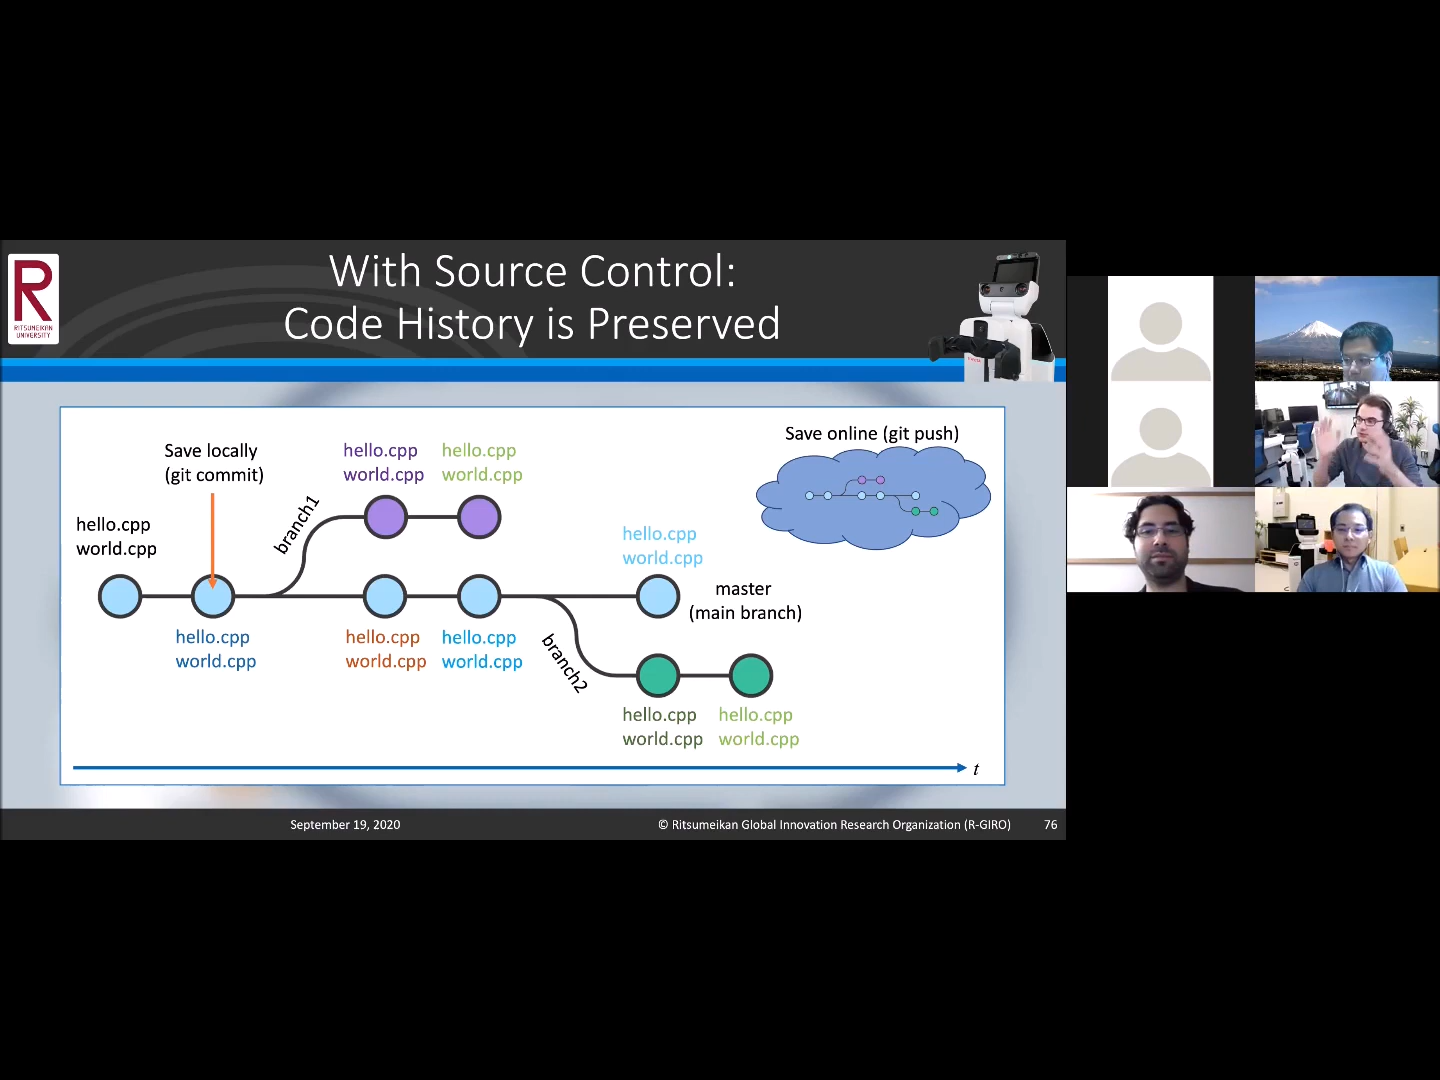 With Source Control:
Code History is Preserved
R
RITSUMEIKAN
UNIVERSITY
Save locally
(git commit)
hello.cpp
world.cpp
hello.cpp
world.cpp
Save online (git push)
hello.cpp
world.cpp
branch1
hello.cpp
world.cpp
master
(main branch)
hello.cpp
world.cpp
hello.cpp
world.cpp
hello.cpp
world.cpp
branch2
hello.cpp
world.cpp
hello.cpp
world.cpp
t
September 19, 2020
© Ritsumeikan Global Innovation Research Organization (R-GIRO)
76